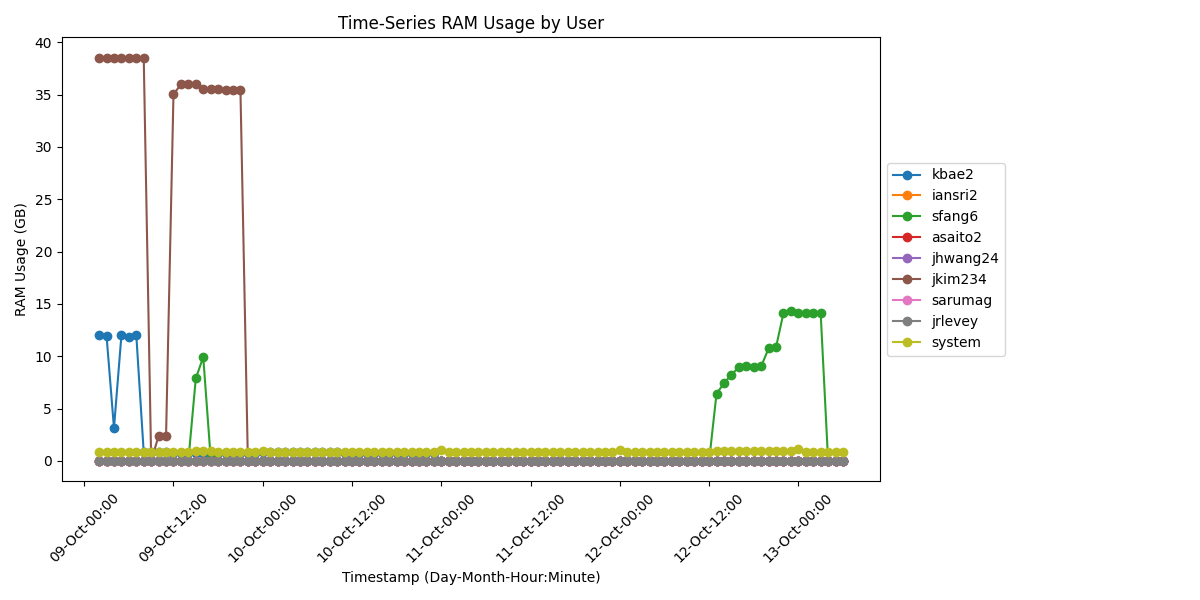 Time-Series RAM Usage by User
40
35
30
25
20
15
10
5
0
RAM Usage (GB)
09-Oct-00:00
09-Oct-12:00
10-Oct-00:00
10-Oct-12:00
11-Oct-00:00
11-Oct-12:00
12-Oct-00:00
12-Oct-12:00
13-Oct-00:00
Timestamp (Day-Month-Hour:Minute)
kbae2
iansri2
sfang6
asaito2
jhwang24
jkim234
sarumag
jrlevey
system